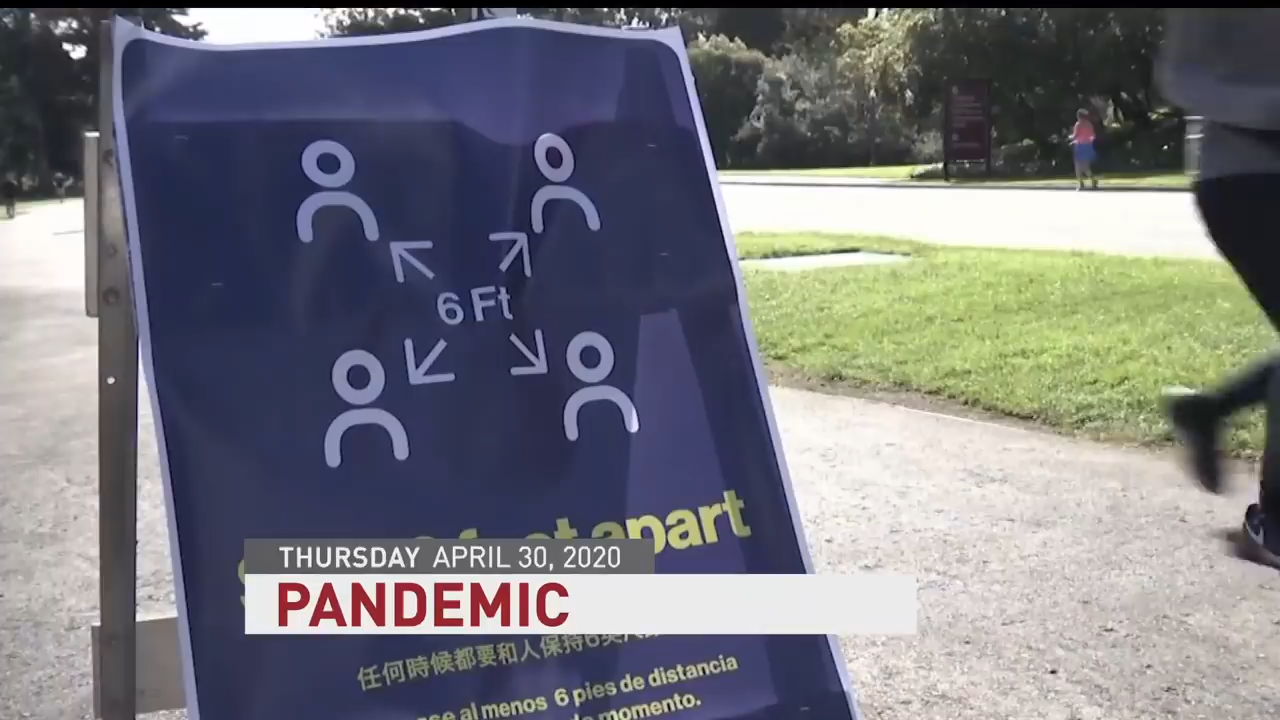 6 Ft
apart
THURSDAY APRIL 30, 2020
PANDEMIC
任何時候都要和人保持6英
al menos 6 pies de distancia
momento.